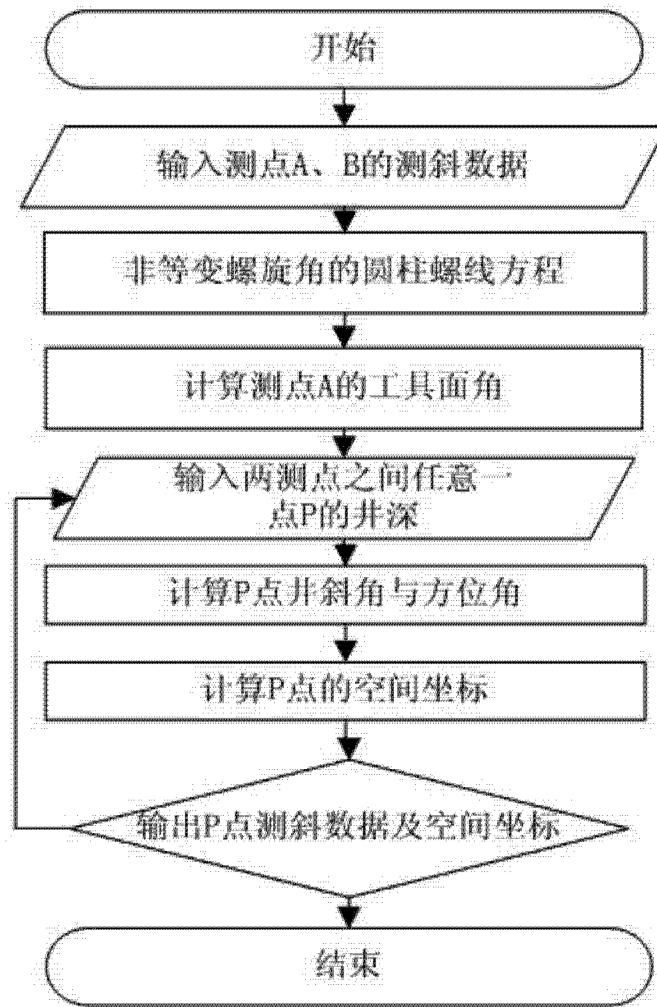 开始
输入测点A、B的测斜数据
非等变螺旋角的圆柱螺线方程
计算测点A的工具面角
输入两测点之间任意一
点P的井深
计算P点井斜角与方位角
计算P点的空间坐标
输出P点测斜数据及空间坐标
结束